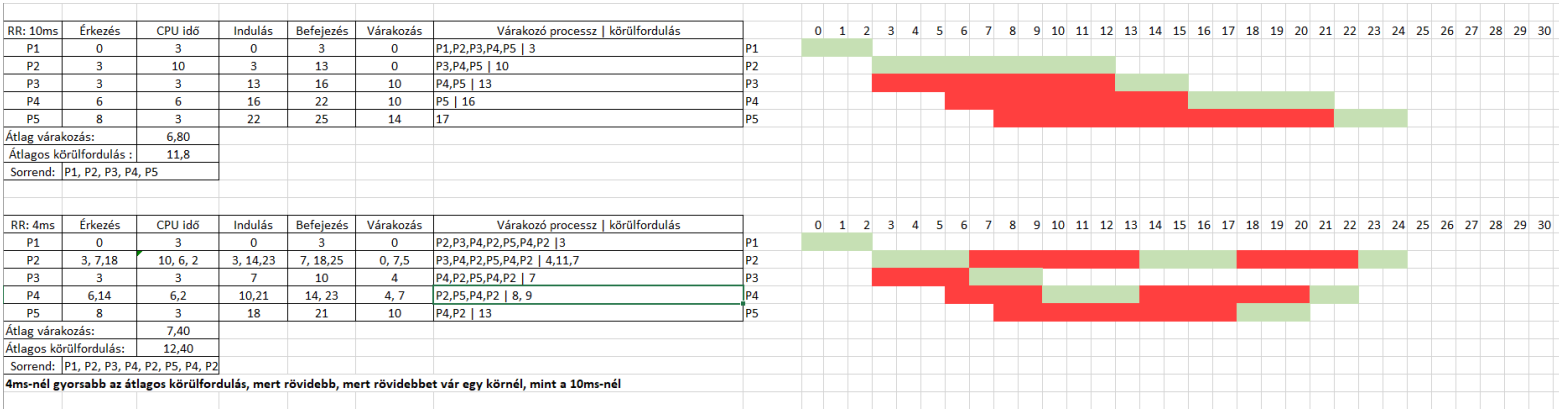 RR: 10ms Érkezés CPU idő Indulás Befejezés Várakozás Várakozó processz | körülfordulás 0 1 2 3 4 5 6 7 8 9 10 11 12 13 14 15 16 17 18 19 20 21 22 23 24 25 26 27 28 29 30
P1 0 3 0 3 0 P1,P2,P3,P4,P5 | 3 P1
P2 3 10 3 13 0 P3,P4,P5 | 10 P2
P3 3 3 13 16 10 P4,P5 | 13 P3
P4 6 6 16 22 10 P5 | 16 P4
P5 8 3 22 25 14 17 P5
Átlag várakozás: 6,80
Átlagos körülfordulás : 11,8
Sorrend: P1, P2, P3, P4, P5
RR: 4ms Érkezés CPU idő Indulás Befejezés Várakozás Várakozó processz | körülfordulás 0 1 2 3 4 5 6 7 8 9 10 11 12 13 14 15 16 17 18 19 20 21 22 23 24 25 26 27 28 29 30
P1 0 3 0 3 0 P2,P3,P4,P2,P5,P4,P2 |3 P1
P2 3, 7,18 10, 6, 2 3, 14,23 7, 18,25 0, 7,5 P3,P4,P2,P5,P4,P2 | 4,11,7 P2
P3 3 3 7 10 4 P4,P2,P5,P4,P2 | 7 P3
P4 6,14 6,2 10,21 14, 23 4, 7 P2,P5,P4,P2 | 8, 9 P4
P5 8 3 18 21 10 P4,P2 | 13 P5
Átlag várakozás: 7,40
Átlagos körülfordulás: 12,40
Sorrend: P1, P2, P3, P4, P2, P5, P4, P2
4ms-nél gyorsabb az átlagos körülfordulás, mert rövidebb, mert rövidebbet vár egy körnél, mint a 10ms-nél